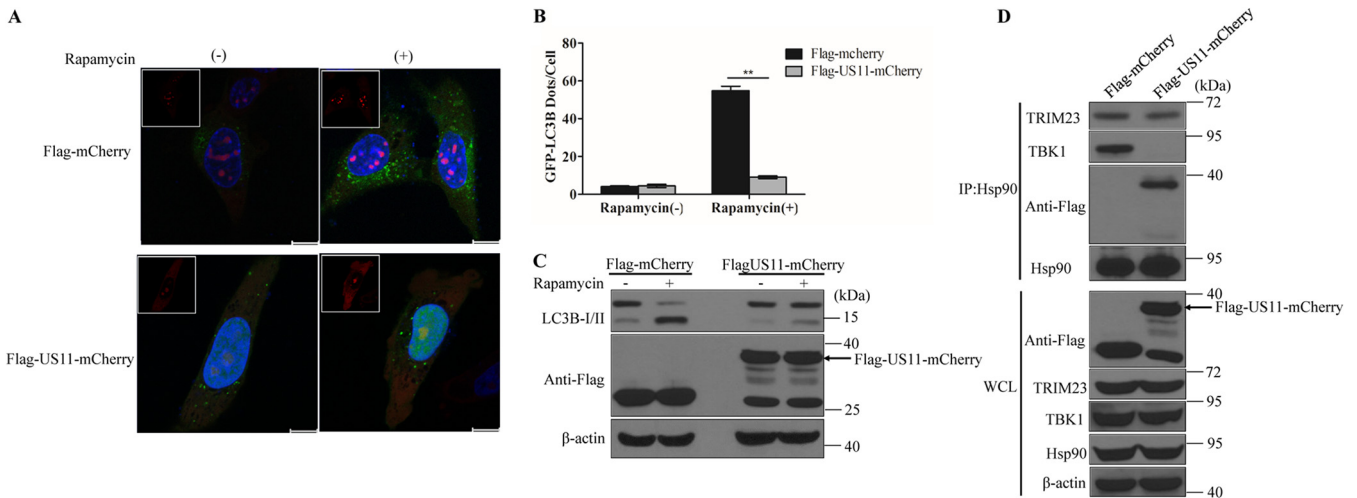 A
Rapamycin
(-)
(+)
Flag-mCherry
Flag-US11-mCherry
B
GFP-LC3B Dots/Cell
80
60
40
20
0
**
Flag-mcherry
Flag-US11-mCherry
Rapamycin(-)
Rapamycin(+)
C
Flag-mCherry
FlagUS11-mCherry
Rapamycin
-
+
-
+
(kDa)
LC3B-I/II
15
40
Anti-Flag
Flag-US11-mCherry
25
β-actin
40
D
Flag-mCherry
Flag-US11-mCherry
(kDa)
IP:Hsp90
TRIM23
72
TBK1
95
40
Anti-Flag
Hsp90
95
WCL
40
Flag-US11-mCherry
Anti-Flag
72
TRIM23
95
TBK1
Hsp90
95
β-actin
40